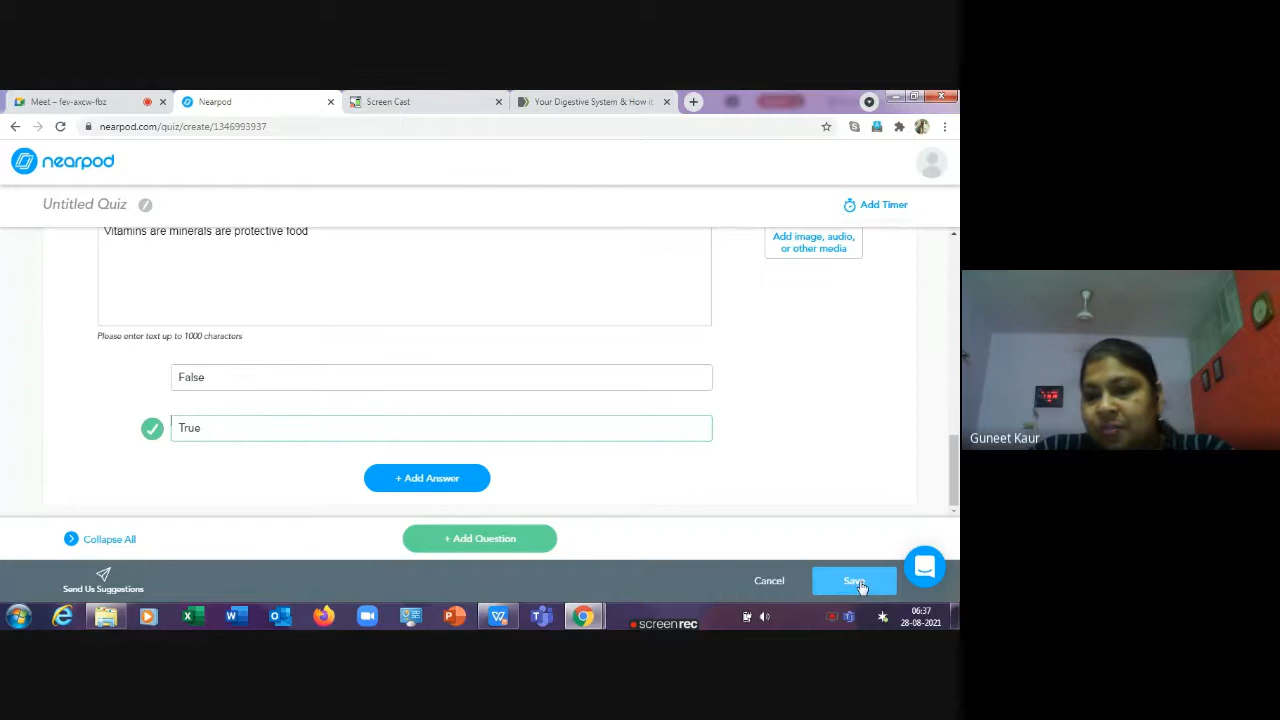 Meet – fev-axcw-fbz
Nearpod
Screen Cast
Your Digestive System & How it
nearpod.com/quiz/create/1346993937
nearpod
Untitled Quiz
Add Timer
Vitamins are minerals are protective food
Add image, audio,
or other media
Please enter text up to 1000 characters
False
True
+ Add Answer
Collapse All
+ Add Question
Send Us Suggestions
Cancel
Save
Guneet Kaur
screenrec
06:37
28-08-2021